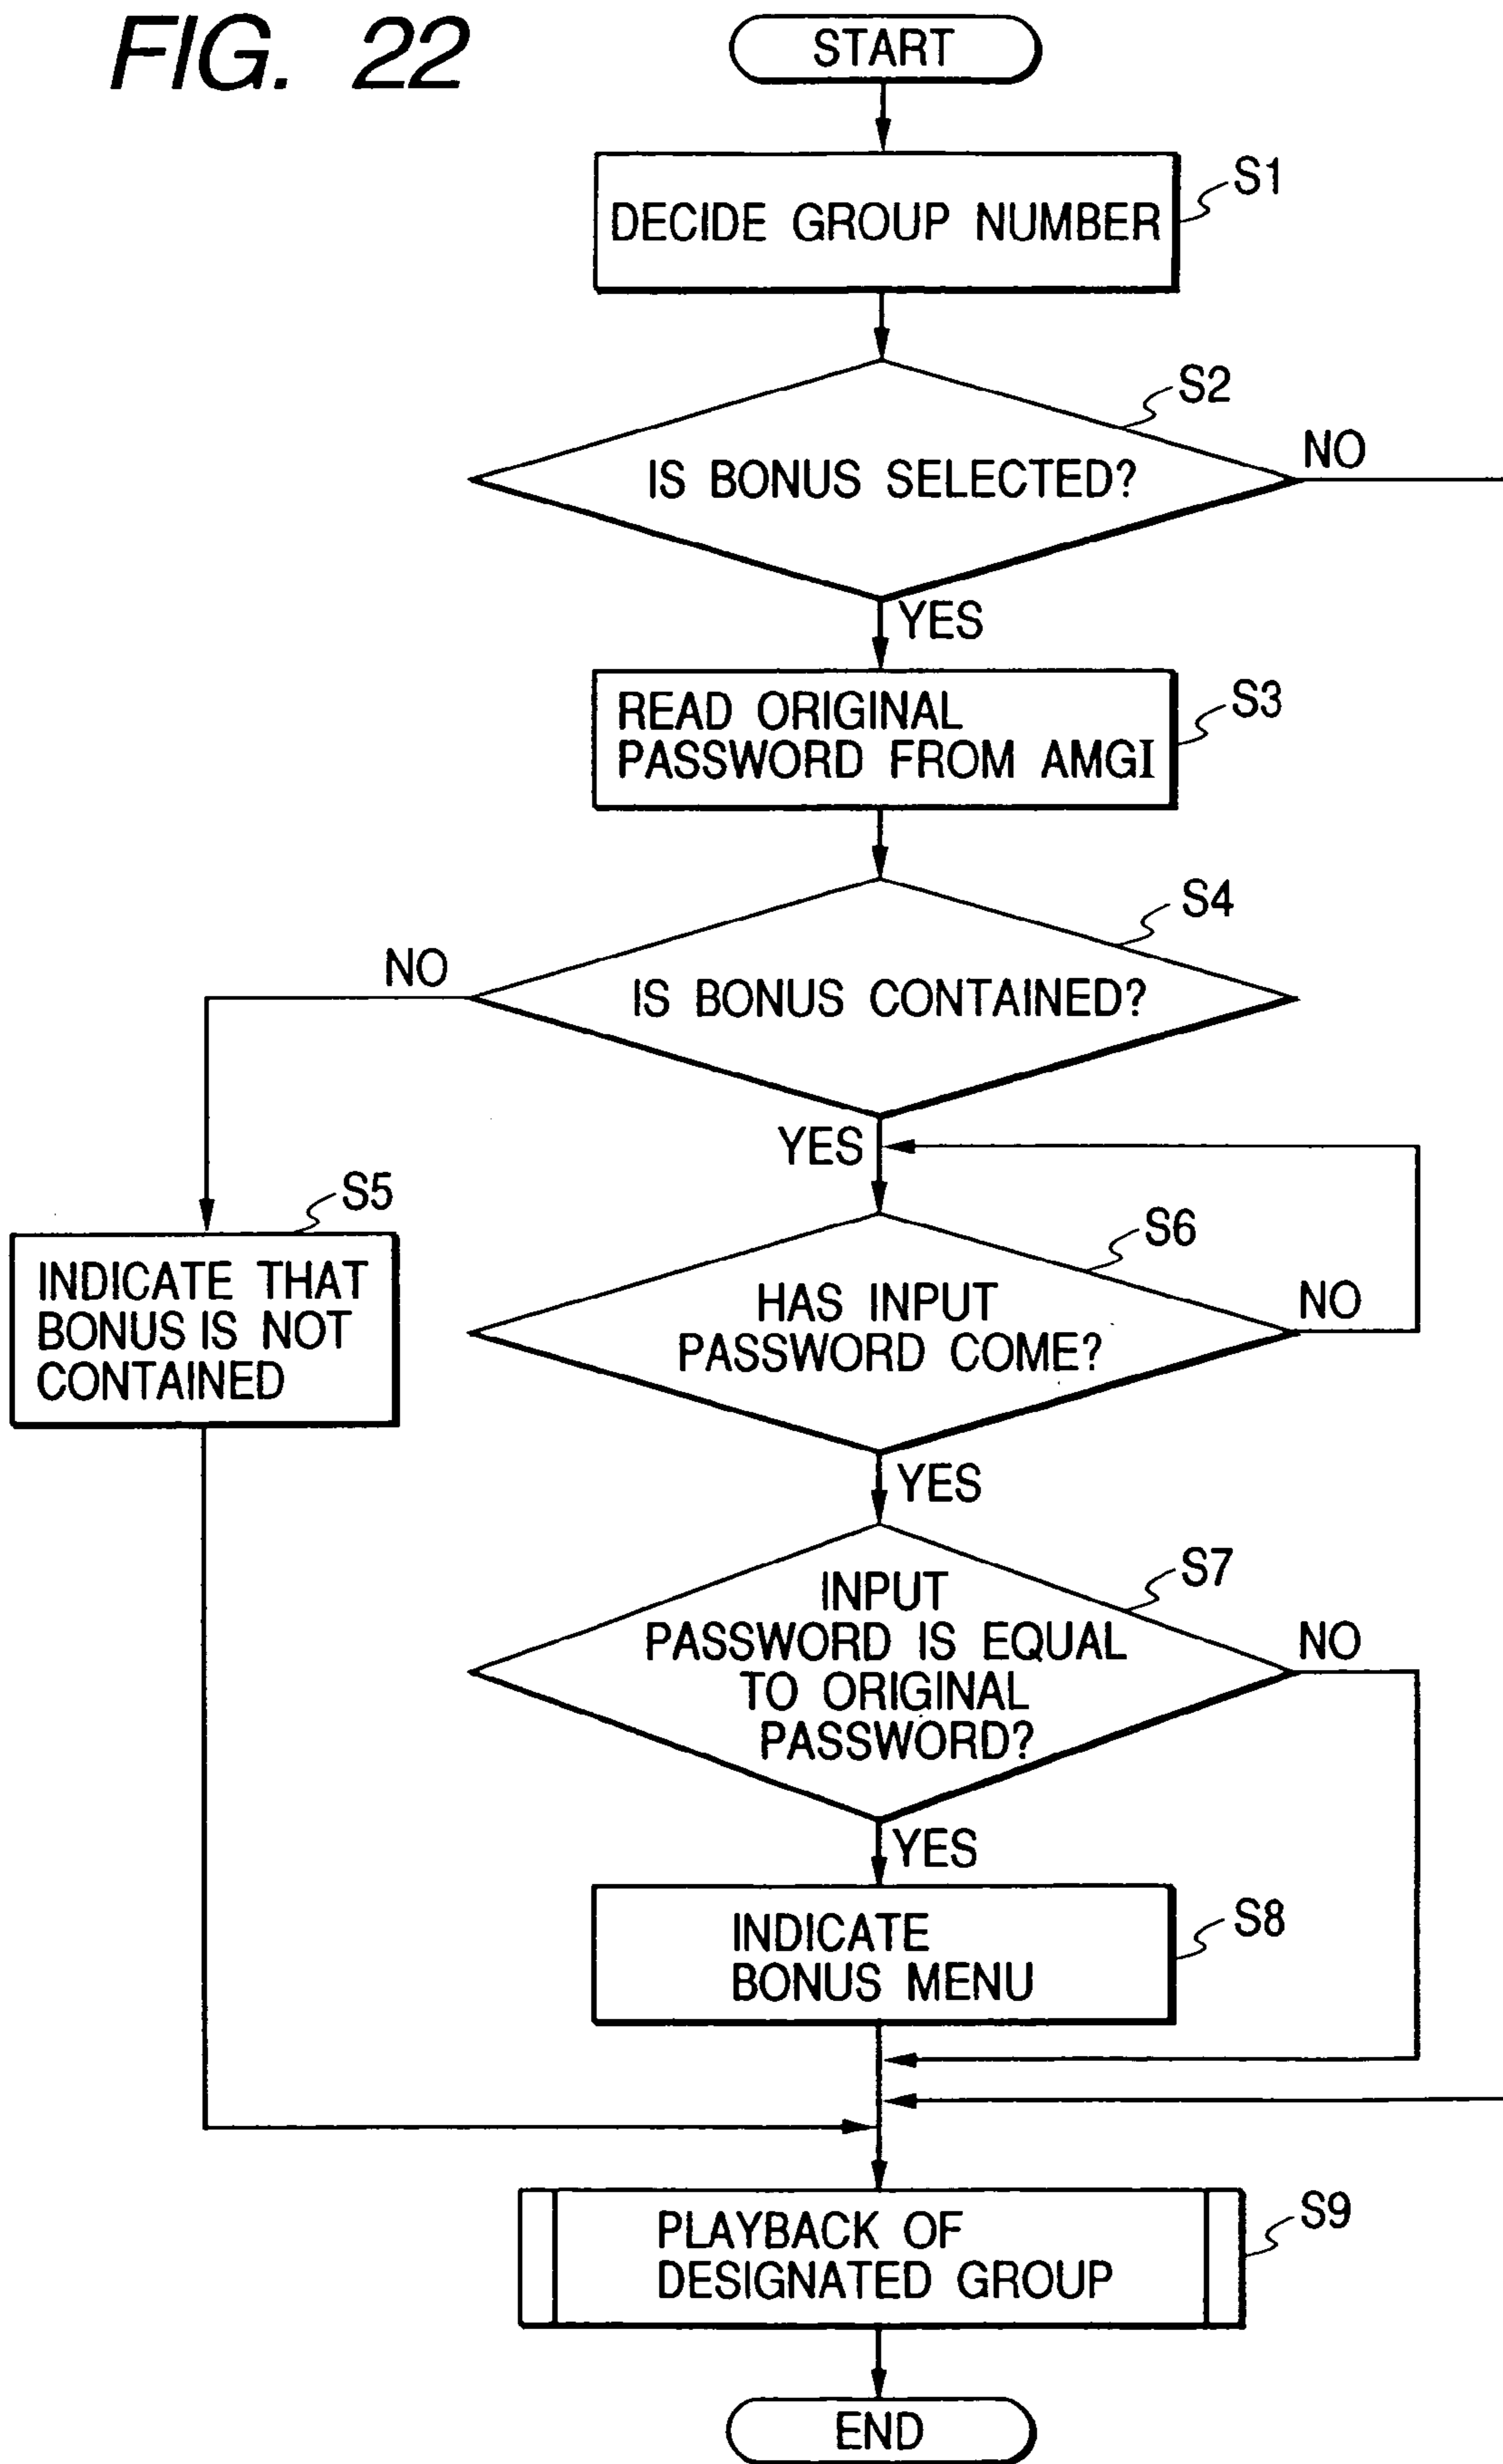 FIG. 22
START
DECIDE GROUP NUMBER
S1
IS BONUS SELECTED?
S2
NO
YES
READ ORIGINAL
PASSWORD FROM AMGI
S3
IS BONUS CONTAINED?
S4
NO
YES
INDICATE THAT
BONUS IS NOT
CONTAINED
S5
HAS INPUT
PASSWORD COME?
S6
NO
YES
INPUT
PASSWORD IS EQUAL
TO ORIGINAL
PASSWORD?
S7
NO
YES
INDICATE
BONUS MENU
S8
PLAYBACK OF
DESIGNATED GROUP
S9
END